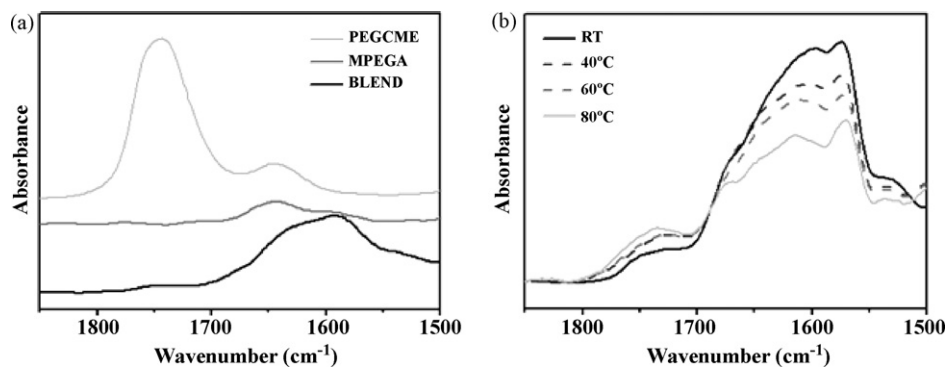 (a)
PEGCME
MPEGA
BLEND
Absorbance
1800
1700
1600
1500
Wavenumber (cm⁻¹)
(b)
RT
40ºC
60ºC
80ºC
Absorbance
1800
1700
1600
1500
Wavenumber (cm⁻¹)